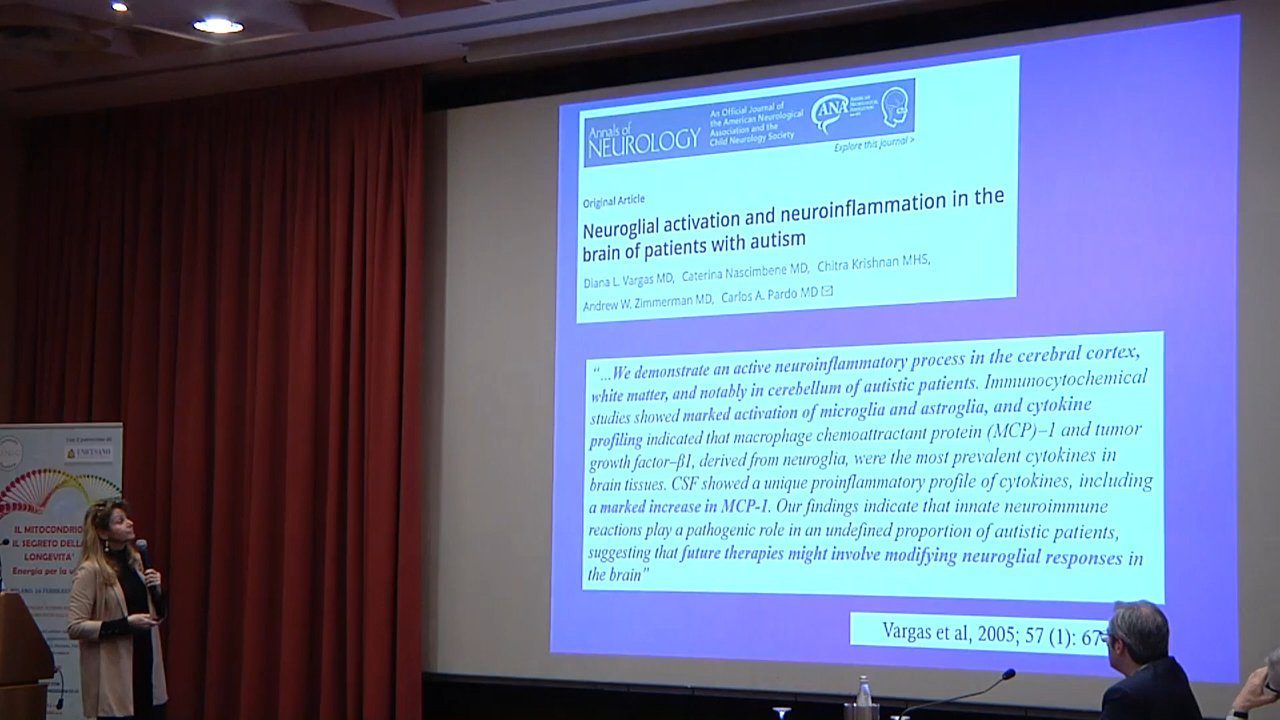 Annals of
NEUROLOGY
An Official Journal of
the American Neurological
Association and the
Child Neurology Society
ANA
AMERICAN
NEUROLOGICAL
ASSOCIATION
Explore this journal >
Original Article
Neuroglial activation and neuroinflammation in the
brain of patients with autism
Diana L. Vargas MD, Caterina Nascimbene MD, Chitra Krishnan MHS,
Andrew W. Zimmerman MD, Carlos A. Pardo MD
“...We demonstrate an active neuroinflammatory process in the cerebral cortex,
white matter, and notably in cerebellum of autistic patients. Immunocytochemical
studies showed marked activation of microglia and astroglia, and cytokine
profiling indicated that macrophage chemoattractant protein (MCP)–1 and tumor
growth factor–β1, derived from neuroglia, were the most prevalent cytokines in
brain tissues. CSF showed a unique proinflammatory profile of cytokines, including
a marked increase in MCP-1. Our findings indicate that innate neuroimmune
reactions play a pathogenic role in an undefined proportion of autistic patients,
suggesting that future therapies might involve modifying neuroglial responses in
the brain”
Vargas et al, 2005; 57 (1): 67
UNICUSANO
IL MITOCONDRIO
IL SEGRETO DELLA
LONGEVITA'
Energia per la